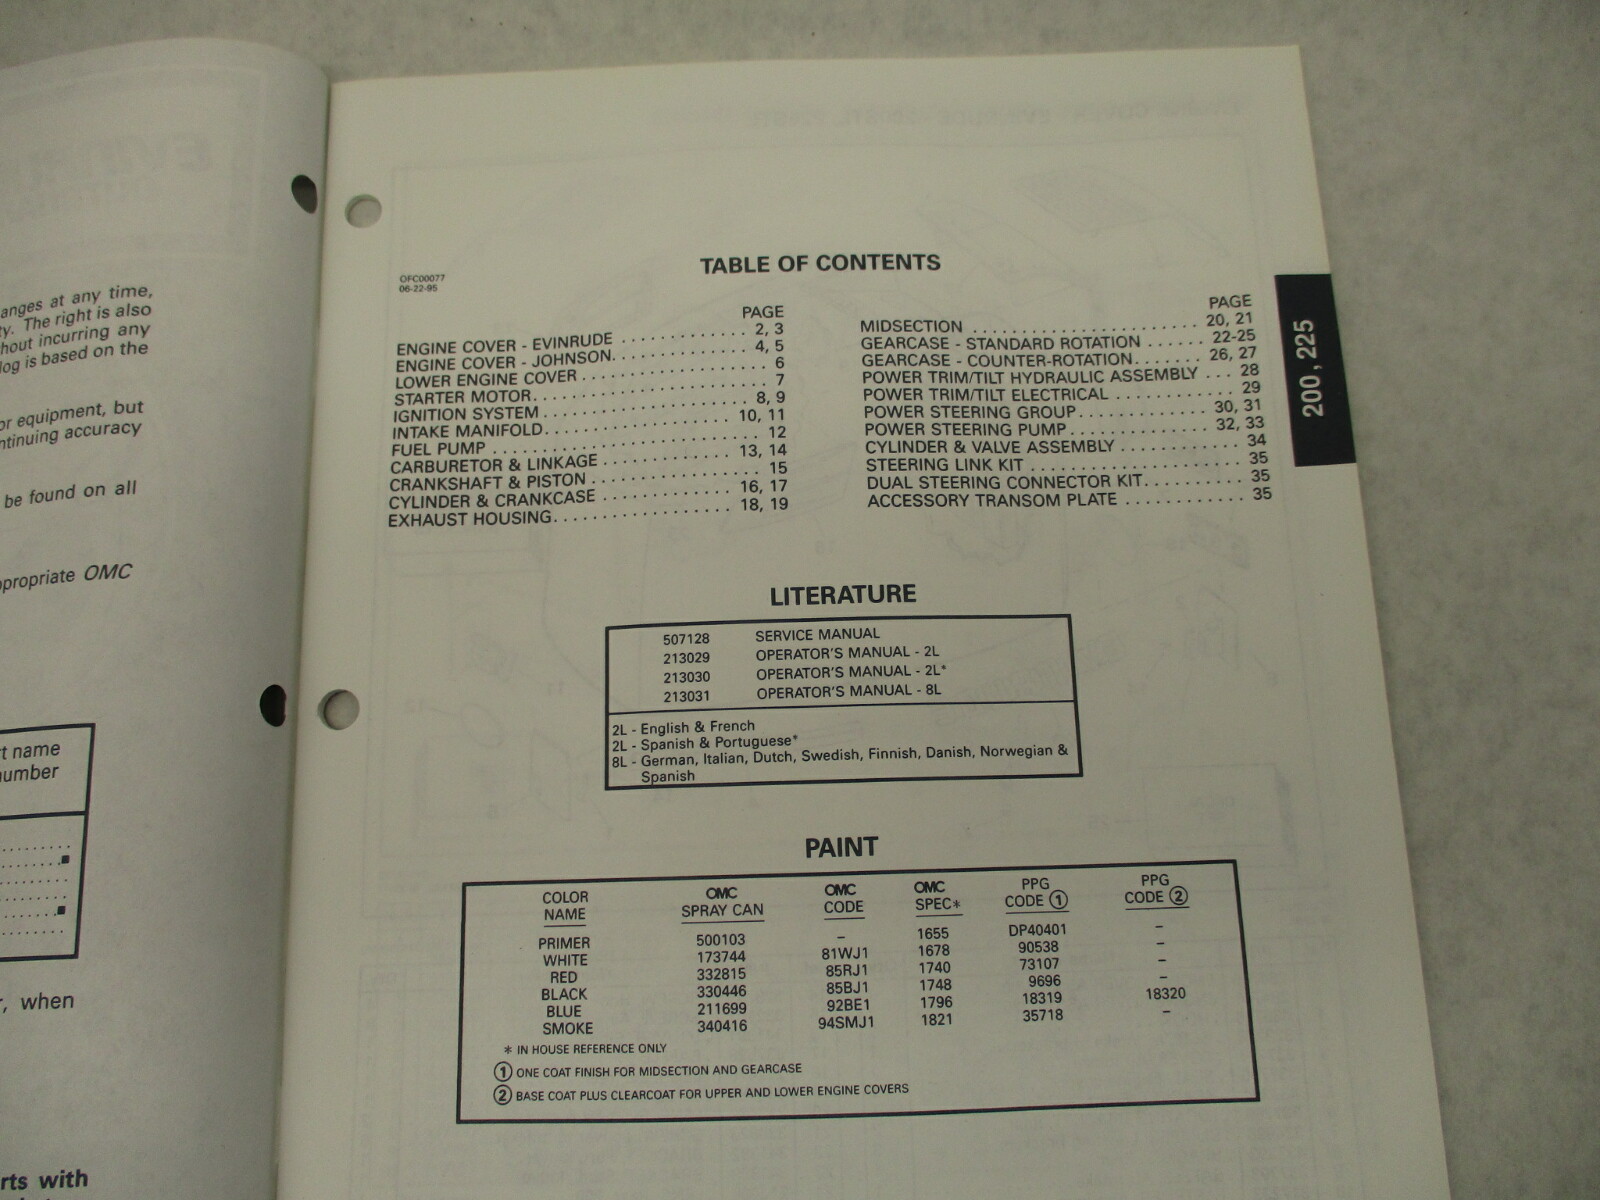 anges at any time,
ty. The right is also
hout incurring any
log is based on the
or equipment, but
ntinuing accuracy
be found on all
ppropriate OMC
rt name
number
r, when
rts with
TABLE OF CONTENTS
OFC00077
06-22-95
PAGE
ENGINE COVER - EVINRUDE . . . . . . . . . . . . . 2, 3
ENGINE COVER - JOHNSON. . . . . . . . . . . . . . 4, 5
LOWER ENGINE COVER . . . . . . . . . . . . . . . . . . 6
STARTER MOTOR. . . . . . . . . . . . . . . . . . . . . . . 7
IGNITION SYSTEM . . . . . . . . . . . . . . . . . . . . 8, 9
INTAKE MANIFOLD. . . . . . . . . . . . . . . . . . 10, 11
FUEL PUMP . . . . . . . . . . . . . . . . . . . . . . . . . 12
CARBURETOR & LINKAGE . . . . . . . . . . . . . 13, 14
CRANKSHAFT & PISTON . . . . . . . . . . . . . . . . 15
CYLINDER & CRANKCASE . . . . . . . . . . . . . 16, 17
EXHAUST HOUSING. . . . . . . . . . . . . . . . . . 18, 19
PAGE
MIDSECTION . . . . . . . . . . . . . . . . . . . . . . . 20, 21
GEARCASE - STANDARD ROTATION . . . . . . 22-25
GEARCASE - COUNTER-ROTATION. . . . . . . 26, 27
POWER TRIM/TILT HYDRAULIC ASSEMBLY . . . 28
POWER TRIM/TILT ELECTRICAL . . . . . . . . . . . . 29
POWER STEERING GROUP. . . . . . . . . . . . . 30, 31
POWER STEERING PUMP . . . . . . . . . . . . . . 32, 33
CYLINDER & VALVE ASSEMBLY . . . . . . . . . . . . 34
STEERING LINK KIT . . . . . . . . . . . . . . . . . . . . . 35
DUAL STEERING CONNECTOR KIT. . . . . . . . . . 35
ACCESSORY TRANSOM PLATE . . . . . . . . . . . . 35
200, 225
LITERATURE
507128 SERVICE MANUAL
213029 OPERATOR'S MANUAL - 2L
213030 OPERATOR'S MANUAL - 2L*
213031 OPERATOR'S MANUAL - 8L
2L - English & French
2L - Spanish & Portuguese*
8L - German, Italian, Dutch, Swedish, Finnish, Danish, Norwegian &
Spanish
PAINT
COLOR NAME OMC SPRAY CAN OMC CODE OMC SPEC* PPG CODE ① PPG CODE ②
PRIMER 500103 – 1655 DP40401 –
WHITE 173744 81WJ1 1678 90538 –
RED 332815 85RJ1 1740 73107 –
BLACK 330446 85BJ1 1748 9696 –
BLUE 211699 92BE1 1796 18319 18320
SMOKE 340416 94SMJ1 1821 35718 –
* IN HOUSE REFERENCE ONLY
① ONE COAT FINISH FOR MIDSECTION AND GEARCASE
② BASE COAT PLUS CLEARCOAT FOR UPPER AND LOWER ENGINE COVERS